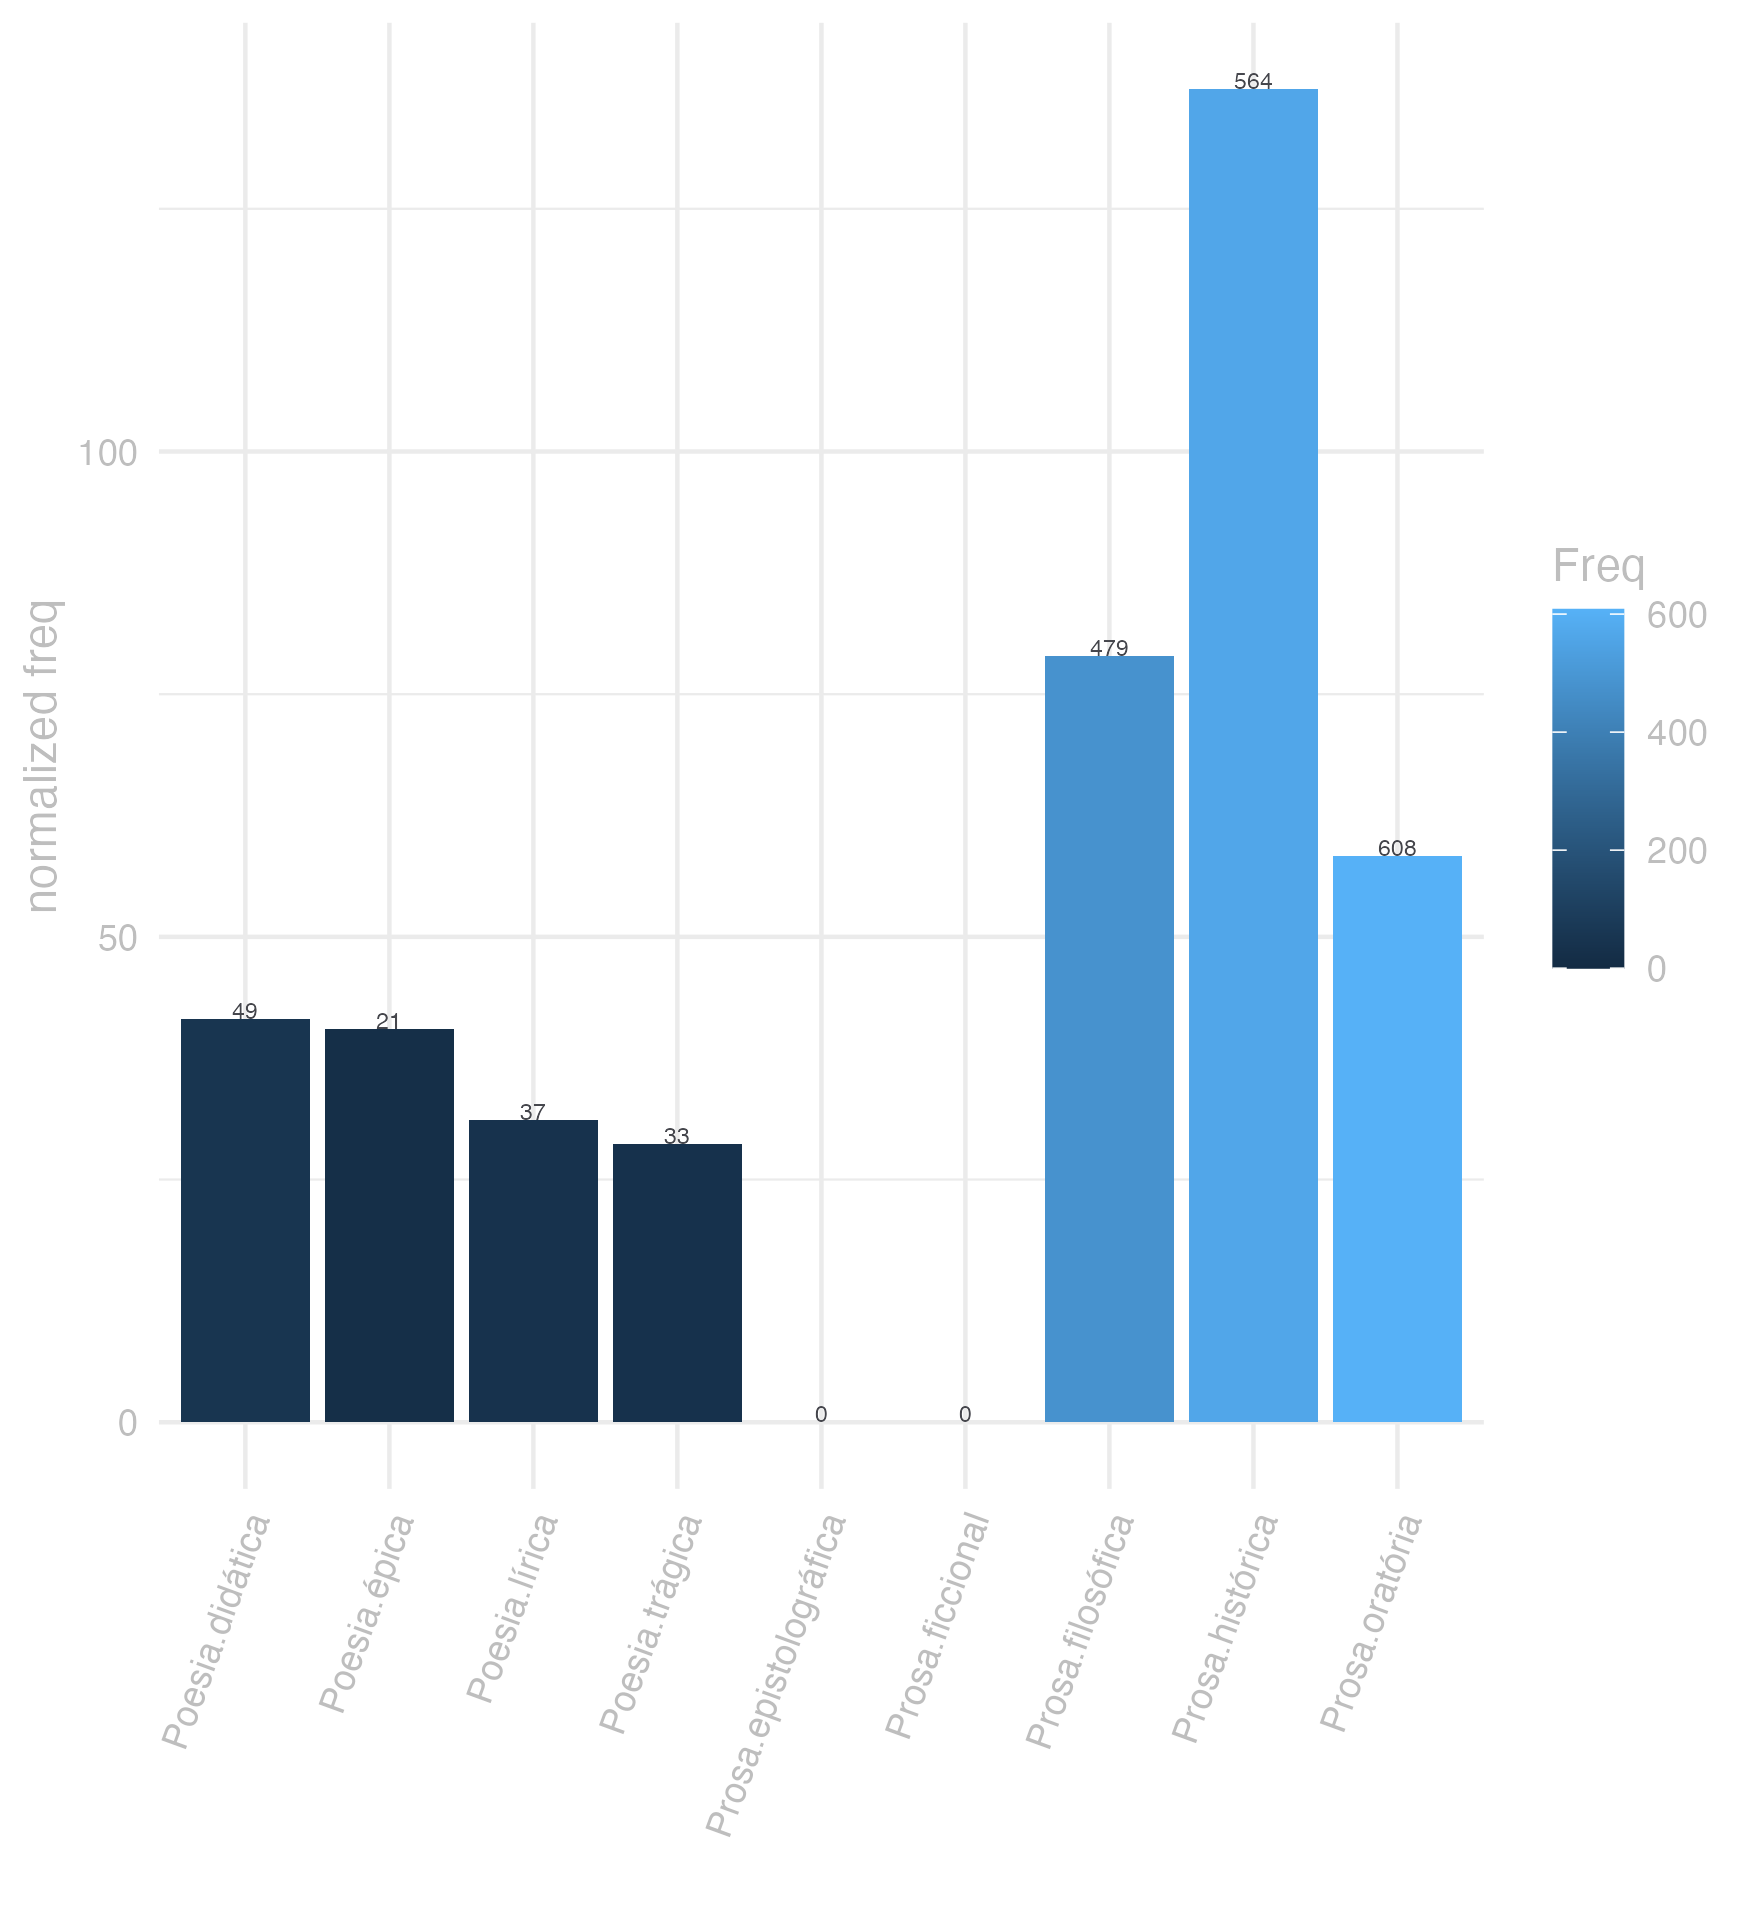 564
100
Freq
600
479
400
normalized freq
608
200
50
0
49
21
37
33
0
0
0
Poesia.didática
Poesia.épica
Poesia.lírica
Poesia.trágica
Prosa.epistolográfica
Prosa.ficcional
Prosa.filosófica
Prosa.histórica
Prosa.oratória